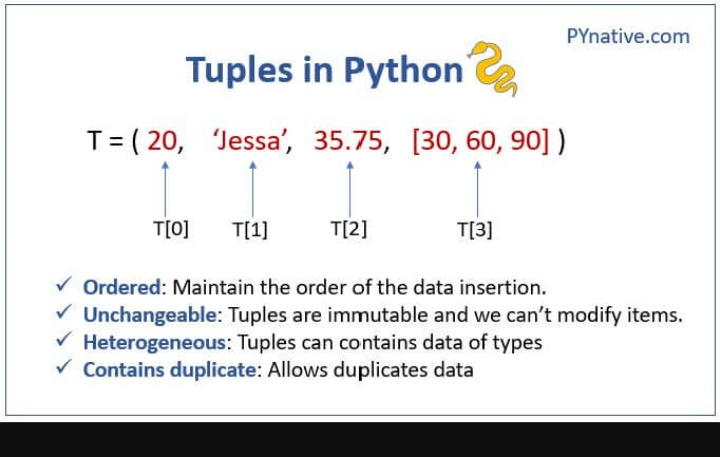 PYnative.com
Tuples in Python
T = ( 20, ‘Jessa’, 35.75, [30, 60, 90] )
T[0] T[1] T[2] T[3]
✓ Ordered: Maintain the order of the data insertion.
✓ Unchangeable: Tuples are immutable and we can’t modify items.
✓ Heterogeneous: Tuples can contains data of types
✓ Contains duplicate: Allows duplicates data